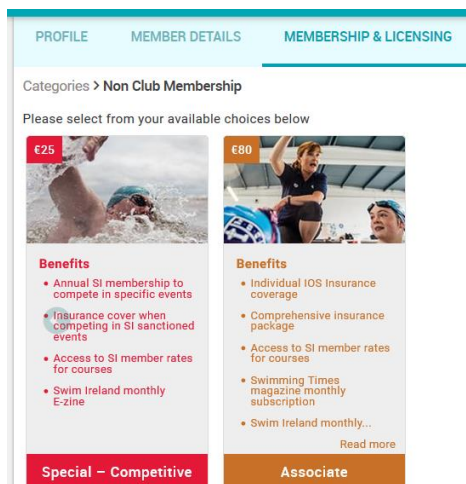 PROFILE MEMBER DETAILS MEMBERSHIP & LICENSING
Categories > Non Club Membership
Please select from your available choices below
€25
Benefits
• Annual SI membership to
compete in specific events
• Insurance cover when
competing in SI sanctioned
events
• Access to SI member rates
for courses
• Swim Ireland monthly
E-zine
Special – Competitive
€80
Benefits
• Individual IOS Insurance
coverage
• Comprehensive insurance
package
• Access to SI member rates
for courses
• Swimming Times
magazine monthly
subscription
• Swim Ireland monthly...
Read more
Associate